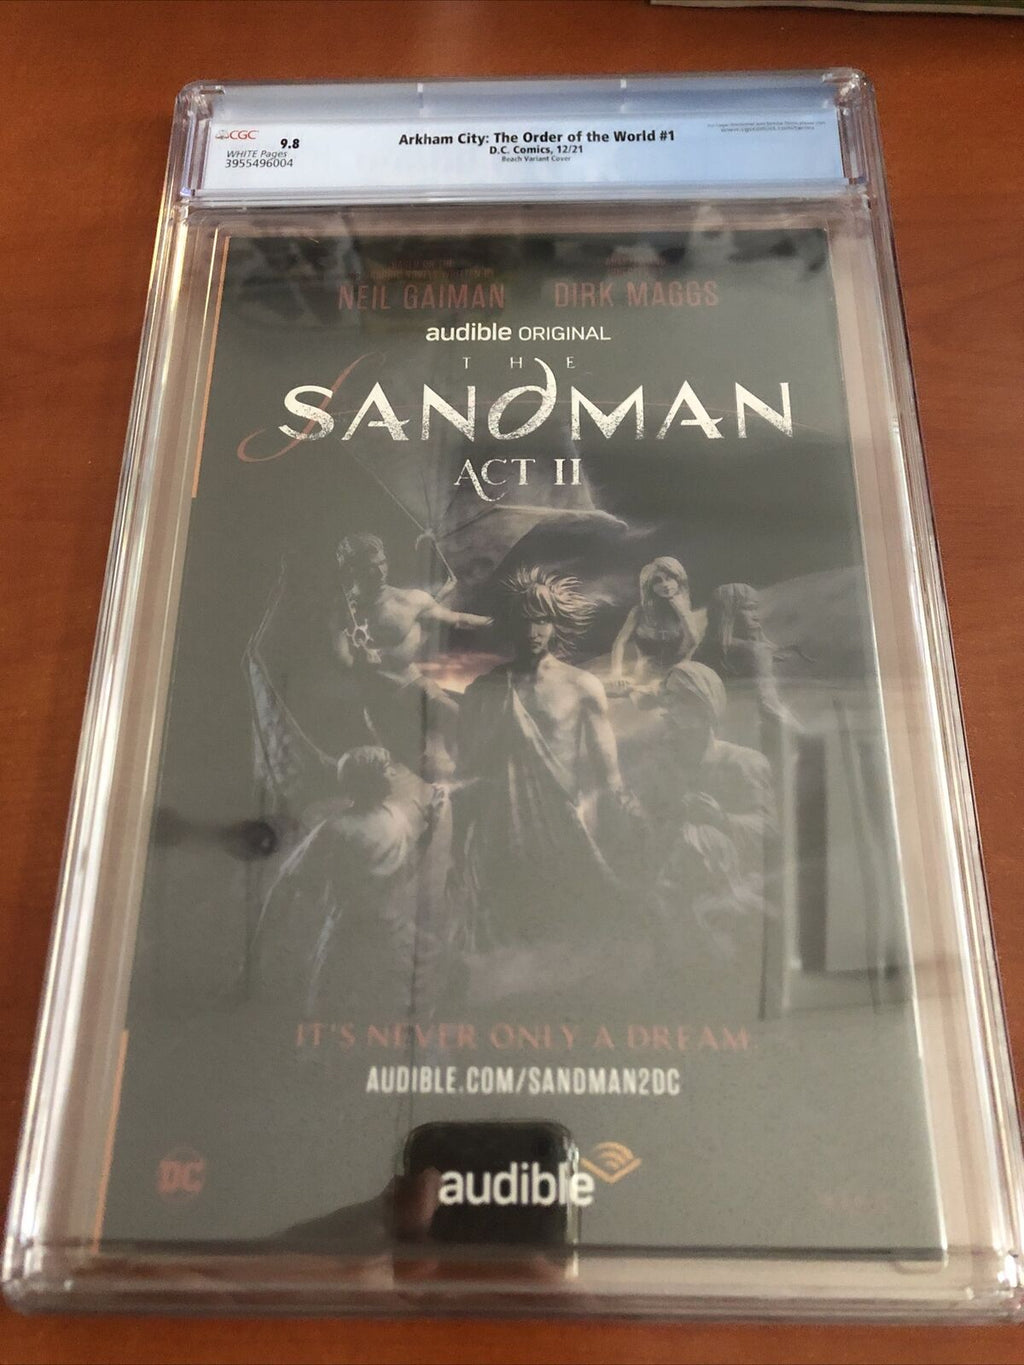 CGC
9.8
WHITE Pages
3955496004
Arkham City: The Order of the World #1
D.C. Comics, 12/21
Beach Variant Cover
NEIL GAIMAN DIRK MAGGS
audible ORIGINAL
THE
SANDMAN
ACT II
IT'S NEVER ONLY A DREAM.
AUDIBLE.COM/SANDMAN2DC
DC
audible